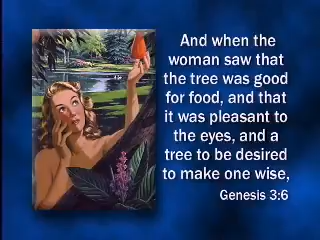 And when the
woman saw that
the tree was good
for food, and that
it was pleasant to
the eyes, and a
tree to be desired
to make one wise,
Genesis 3:6